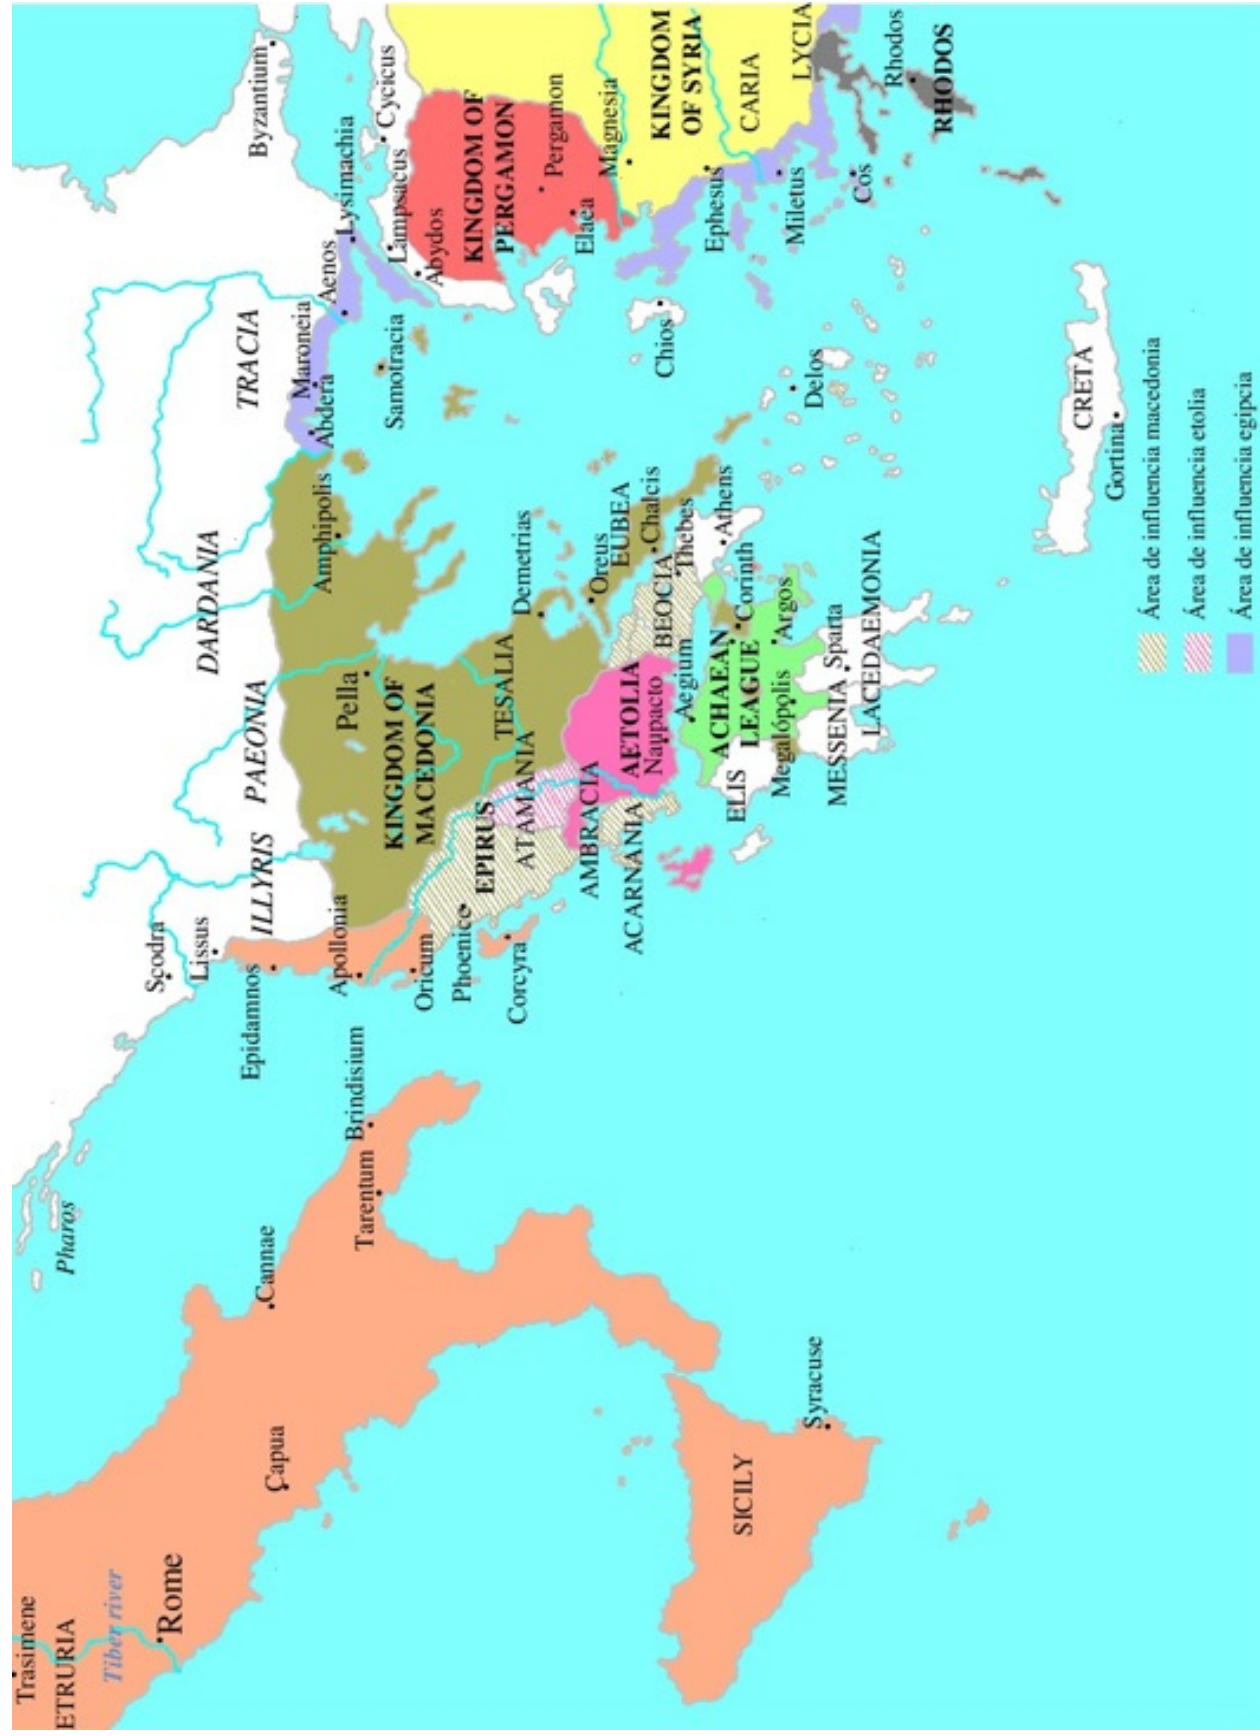 Trasimene
ETRURIA
Tiber river
Rome
Capua
Cannae
Pharos
Tarentum
Brindisium
SICILY
Syracuse
Scodra
Lissus
Epidamnos
Apollonia
Oricum
Phoenice
Corcyra
ILLYRIS
PAEONIA
DARDANIA
TRACIA
Pella
KINGDOM OF
MACEDONIA
Amphipolis
EPIRUS
ATAMANIA
TESALIA
Demetrias
AMBRACIA
ACARNANIA
AETOLIA
Naupacto
Oreus
EUBEA
Chalcis
BEOCIA
Thebes
Athens
Aegium
ACHAEAN
LEAGUE
Corinth
Argos
ELIS
Megalópolis
MESSENIA
Sparta
LACEDAEMONIA
Abdera
Maroneia
Aenos
Lysimachia
Byzantium
Samotracia
Lampsacus
Cycicus
Abydos
KINGDOM OF
PERGAMON
Pergamon
Elaea
Magnesia
KINGDOM
OF SYRIA
CARIA
LYCIA
Chios
Ephesus
Miletus
Cos
Rhodos
RHODOS
Delos
CRETA
Gortina
Área de influencia macedonia
Área de influencia etolia
Área de influencia egipcia